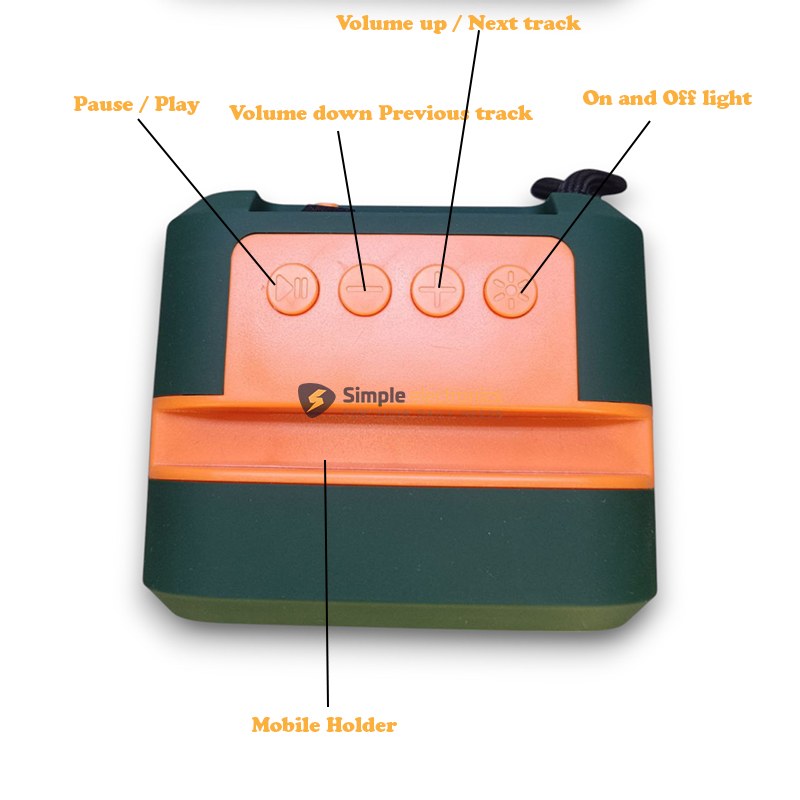 Volume up / Next track
Pause / Play
Volume down Previous track
On and Off light
Simple
Mobile Holder